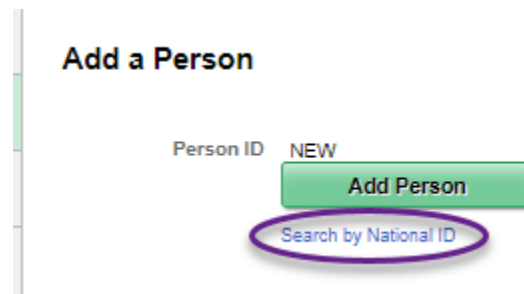 Add a Person
Person ID NEW
Add Person
Search by National ID